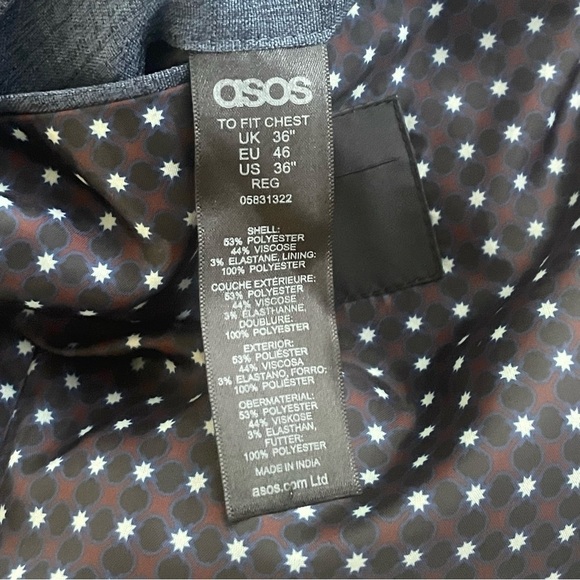 asos
TO FIT CHEST
UK 36"
EU 46
US 36"
REG
05831322
SHELL:
53% POLYESTER
44% VISCOSE
3% ELASTANE, LINING:
100% POLYESTER
COUCHE EXTÉRIEURE:
53% POLYESTER
44% VISCOSE
3% ÉLASTHANNE,
DOUBLURE:
100% POLYESTER
EXTERIOR:
53% POLIÉSTER
44% VISCOSA
3% ELASTANO, FORRO:
100% POLIÉSTER
OBERMATERIAL:
53% POLYESTER
44% VISKOSE
3% ELASTHAN,
FUTTER:
100% POLYESTER
MADE IN INDIA
asos.com Ltd